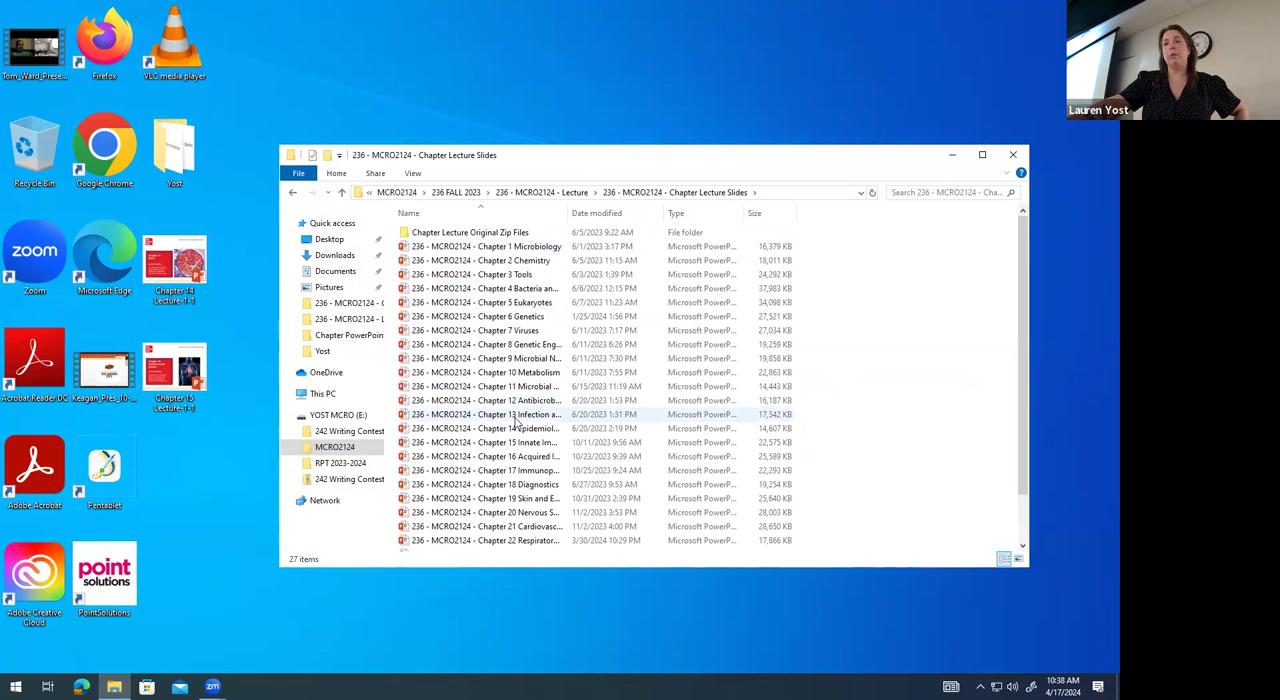 Tom_Ward_Prese...
Firefox
VLC media player
Recycle Bin
Google Chrome
Yost
zoom
Zoom
Microsoft Edge
Chapter 14
Lecture-1-1
Acrobat Reader DC
Keagan_Pres_10-...
Chapter 15
Lecture-1-1
Adobe Acrobat
Pentablet
Adobe Creative
Cloud
point
solutions
PointSolutions
236 - MCRO2124 - Chapter Lecture Slides
File Home Share View
« MCRO2124 > 236 FALL 2023 > 236 - MCRO2124 - Lecture > 236 - MCRO2124 - Chapter Lecture Slides >
Search 236 - MCRO2124 - Cha...
Quick access
Desktop
Downloads
Documents
Pictures
236 - MCRO2124 - C
236 - MCRO2124 - L
Chapter PowerPoin
Yost
OneDrive
This PC
YOST MCRO (E:)
242 Writing Contest
MCRO2124
RPT 2023-2024
242 Writing Contest
Network
Name Date modified Type Size
Chapter Lecture Original Zip Files 6/5/2023 9:22 AM File folder
236 - MCRO2124 - Chapter 1 Microbiology 6/1/2023 3:17 PM Microsoft PowerP... 16,379 KB
236 - MCRO2124 - Chapter 2 Chemistry 6/5/2023 11:15 AM Microsoft PowerP... 18,011 KB
236 - MCRO2124 - Chapter 3 Tools 6/3/2023 1:39 PM Microsoft PowerP... 24,292 KB
236 - MCRO2124 - Chapter 4 Bacteria an... 6/6/2023 12:15 PM Microsoft PowerP... 37,983 KB
236 - MCRO2124 - Chapter 5 Eukaryotes 6/7/2023 11:23 AM Microsoft PowerP... 34,098 KB
236 - MCRO2124 - Chapter 6 Genetics 1/25/2024 1:56 PM Microsoft PowerP... 27,521 KB
236 - MCRO2124 - Chapter 7 Viruses 6/11/2023 7:17 PM Microsoft PowerP... 27,034 KB
236 - MCRO2124 - Chapter 8 Genetic Eng... 6/11/2023 6:26 PM Microsoft PowerP... 19,259 KB
236 - MCRO2124 - Chapter 9 Microbial N... 6/11/2023 7:30 PM Microsoft PowerP... 19,858 KB
236 - MCRO2124 - Chapter 10 Metabolism 6/11/2023 7:55 PM Microsoft PowerP... 22,863 KB
236 - MCRO2124 - Chapter 11 Microbial ... 6/15/2023 11:19 AM Microsoft PowerP... 14,443 KB
236 - MCRO2124 - Chapter 12 Antibicrob... 6/20/2023 1:53 PM Microsoft PowerP... 16,187 KB
236 - MCRO2124 - Chapter 13 Infection a... 6/20/2023 1:31 PM Microsoft PowerP... 17,542 KB
236 - MCRO2124 - Chapter 14 Epidemiol... 6/20/2023 2:19 PM Microsoft PowerP... 14,607 KB
236 - MCRO2124 - Chapter 15 Innate Im... 10/11/2023 9:56 AM Microsoft PowerP... 22,575 KB
236 - MCRO2124 - Chapter 16 Acquired I... 10/23/2023 9:39 AM Microsoft PowerP... 25,589 KB
236 - MCRO2124 - Chapter 17 Immunop... 10/25/2023 9:24 AM Microsoft PowerP... 22,293 KB
236 - MCRO2124 - Chapter 18 Diagnostics 6/27/2023 9:53 AM Microsoft PowerP... 19,254 KB
236 - MCRO2124 - Chapter 19 Skin and E... 10/31/2023 2:39 PM Microsoft PowerP... 25,640 KB
236 - MCRO2124 - Chapter 20 Nervous S... 11/2/2023 3:53 PM Microsoft PowerP... 28,003 KB
236 - MCRO2124 - Chapter 21 Cardiovasc... 11/2/2023 4:00 PM Microsoft PowerP... 28,650 KB
236 - MCRO2124 - Chapter 22 Respirator... 3/30/2024 10:29 PM Microsoft PowerP... 17,866 KB
27 items
Lauren Yost
zm
10:38 AM
4/17/2024